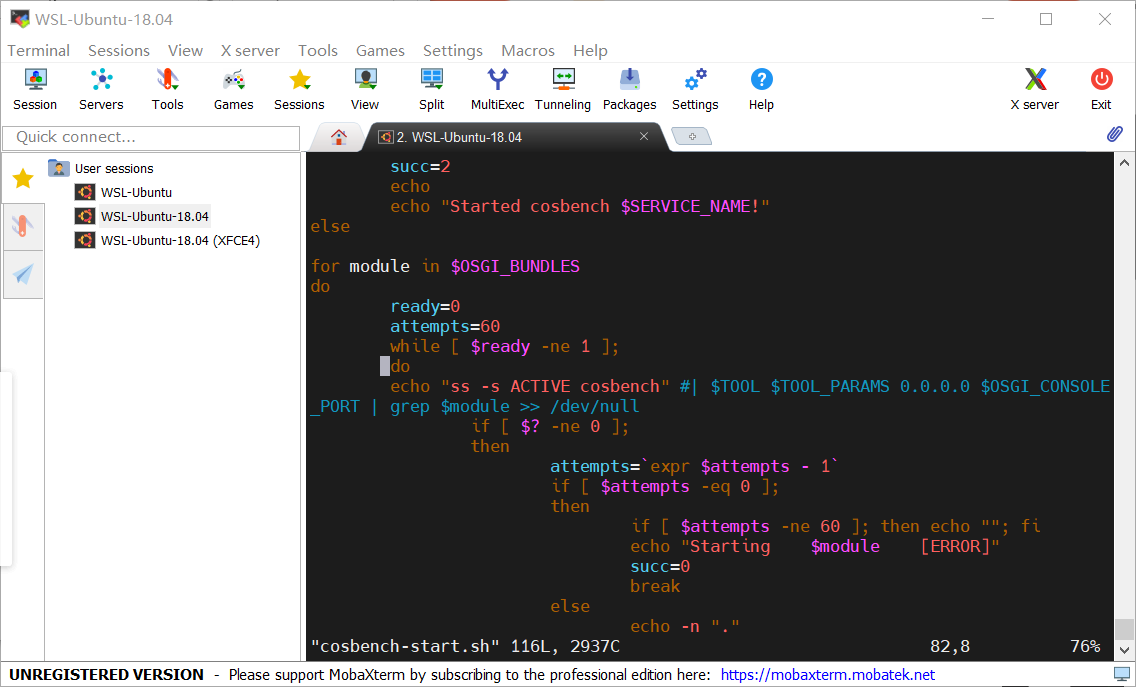 WSL-Ubuntu-18.04
Terminal Sessions View X server Tools Games Settings Macros Help
Session Servers Tools Games Sessions View Split MultiExec Tunneling Packages Settings Help X server Exit
Quick connect...
2. WSL-Ubuntu-18.04
User sessions
WSL-Ubuntu
WSL-Ubuntu-18.04
WSL-Ubuntu-18.04 (XFCE4)
succ=2
echo
echo "Started cosbench $SERVICE_NAME!"
else
for module in $OSGI_BUNDLES
do
ready=0
attempts=60
while [ $ready -ne 1 ];
do
echo "ss -s ACTIVE cosbench" #| $TOOL $TOOL_PARAMS 0.0.0.0 $OSGI_CONSOLE
_PORT | grep $module >> /dev/null
if [ $? -ne 0 ];
then
attempts=`expr $attempts - 1`
if [ $attempts -eq 0 ];
then
if [ $attempts -ne 60 ]; then echo ""; fi
echo "Starting    $module    [ERROR]"
succ=0
break
else
echo -n "."
"cosbench-start.sh" 116L, 2937C 82,8 76%
UNREGISTERED VERSION - Please support MobaXterm by subscribing to the professional edition here: https://mobaxterm.mobatek.net